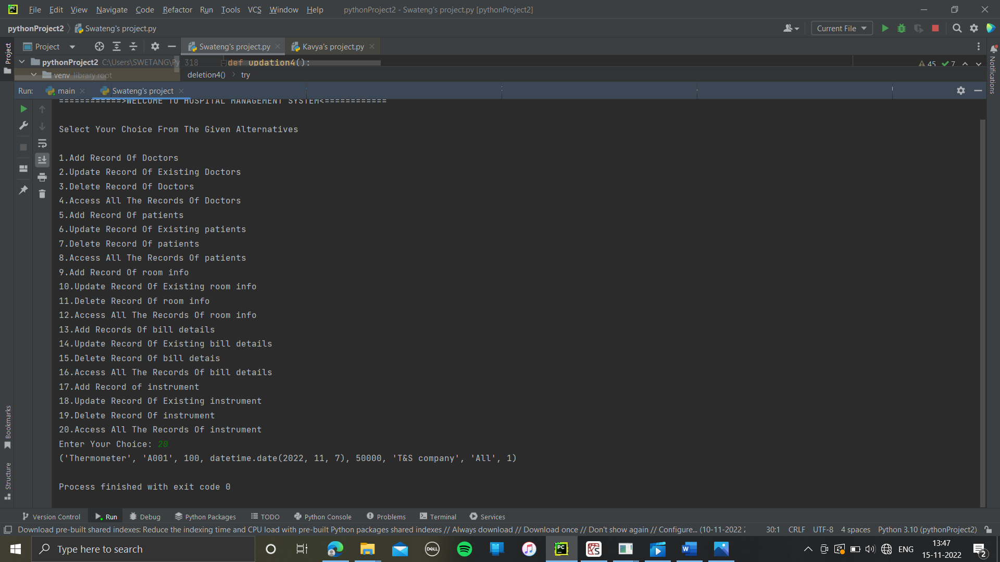 PC File Edit View Navigate Code Refactor Run Tools VCS Window Help pythonProject2 - Swateng's project.py [pythonProject2]
pythonProject2 Swateng's project.py Current File
Project Project Swateng's project.py Kavya's project.py
pythonProject2 C:\Users\SWETANG\Py 318 def updation4(): 45 7
venv library root deletion4() try
Notifications
Run: main Swateng's project
============>WELCOME TO HOSPITAL MANAGEMENT SYSTEM<============
Select Your Choice From The Given Alternatives
1.Add Record Of Doctors
2.Update Record Of Existing Doctors
3.Delete Record Of Doctors
4.Access All The Records Of Doctors
5.Add Record Of patients
6.Update Record Of Existing patients
7.Delete Record Of patients
8.Access All The Records Of patients
9.Add Record Of room info
10.Update Record Of Existing room info
11.Delete Record Of room info
12.Access All The Records Of room info
13.Add Records Of bill details
14.Update Record Of Existing bill details
15.Delete Record Of bill detais
16.Access All The Records Of bill details
17.Add Record of instrument
18.Update Record Of Existing instrument
19.Delete Record Of instrument
20.Access All The Records Of instrument
Enter Your Choice: 20
('Thermometer', 'A001', 100, datetime.date(2022, 11, 7), 50000, 'T&S company', 'All', 1)
Process finished with exit code 0
Bookmarks
Structure
Version Control Run Debug Python Packages TODO Python Console Problems Terminal Services
Download pre-built shared indexes: Reduce the indexing time and CPU load with pre-built Python packages shared indexes // Always download // Download once // Don't show again // Configure... (10-11-2022 30:1 CRLF UTF-8 4 spaces Python 3.10 (pythonProject2)
Type here to search DELL PC W ENG 13:47
15-11-2022 2